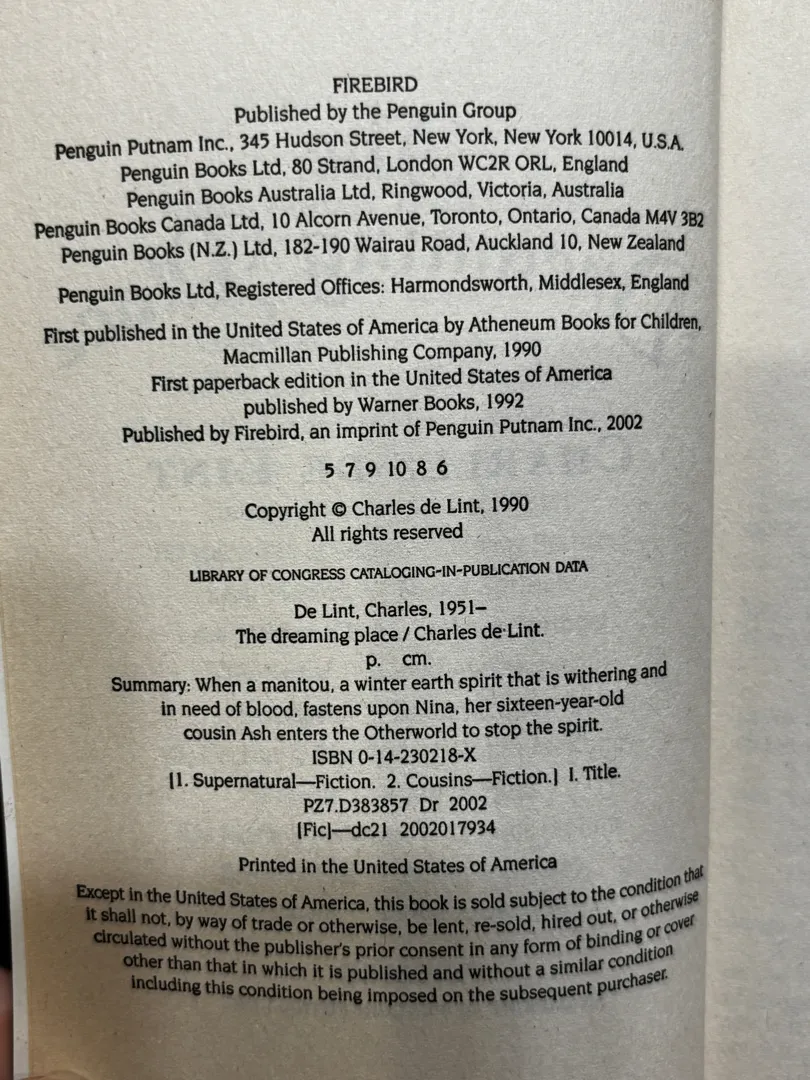 FIREBIRD
Published by the Penguin Group
Penguin Putnam Inc., 345 Hudson Street, New York, New York 10014, U.S.A.
Penguin Books Ltd, 80 Strand, London WC2R ORL, England
Penguin Books Australia Ltd, Ringwood, Victoria, Australia
Penguin Books Canada Ltd, 10 Alcorn Avenue, Toronto, Ontario, Canada M4V 3B2
Penguin Books (N.Z.) Ltd, 182-190 Wairau Road, Auckland 10, New Zealand
Penguin Books Ltd, Registered Offices: Harmondsworth, Middlesex, England
First published in the United States of America by Atheneum Books for Children,
Macmillan Publishing Company, 1990
First paperback edition in the United States of America
published by Warner Books, 1992
Published by Firebird, an imprint of Penguin Putnam Inc., 2002
5 7 9 10 8 6
Copyright © Charles de Lint, 1990
All rights reserved
LIBRARY OF CONGRESS CATALOGING-IN-PUBLICATION DATA
De Lint, Charles, 1951–
The dreaming place / Charles de Lint.
p. cm.
Summary: When a manitou, a winter earth spirit that is withering and
in need of blood, fastens upon Nina, her sixteen-year-old
cousin Ash enters the Otherworld to stop the spirit.
ISBN 0-14-230218-X
[1. Supernatural—Fiction. 2. Cousins—Fiction.] I. Title.
PZ7.D383857 Dr 2002
[Fic]—dc21 2002017934
Printed in the United States of America
Except in the United States of America, this book is sold subject to the condition that
it shall not, by way of trade or otherwise, be lent, re-sold, hired out, or otherwise
circulated without the publisher's prior consent in any form of binding or cover
other than that in which it is published and without a similar condition
including this condition being imposed on the subsequent purchaser.